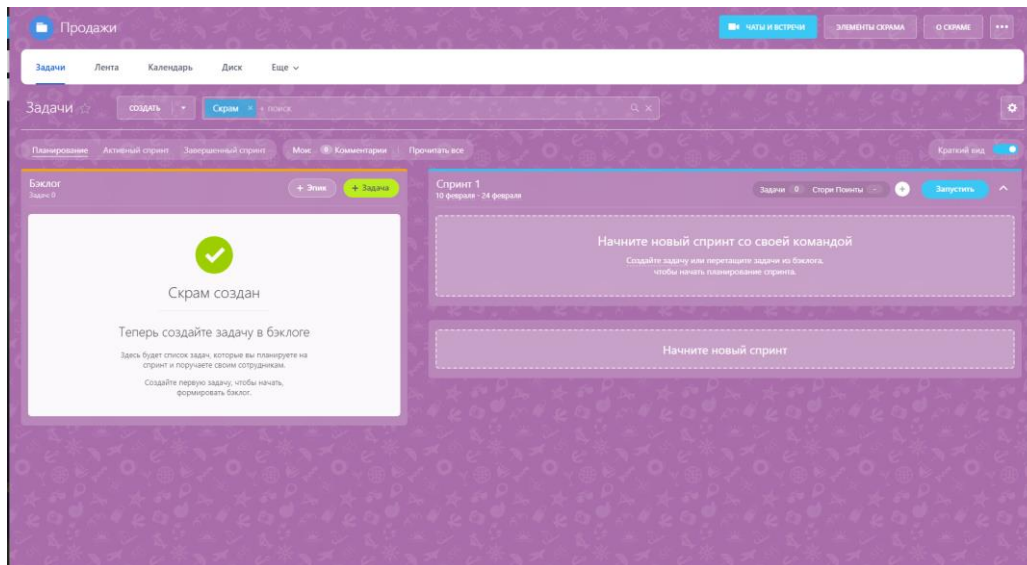 Продажи
ЧАТЫ И ВСТРЕЧИ
ЭЛЕМЕНТЫ СКРАМА
О СКРАМЕ
Задачи Лента Календарь Диск Еще
Задачи
СОЗДАТЬ
Скрам × + поиск
Планирование Активный спринт Завершенный спринт
Мои: 0 Комментарии Прочитать все
Краткий вид
Бэклог
Задач 0
+ Эпик
+ Задача
Скрам создан
Теперь создайте задачу в бэклоге
Здесь будет список задач, которые вы планируете на
спринт и поручаете своим сотрудникам.
Создайте первую задачу, чтобы начать,
формировать бэклог.
Спринт 1
10 февраля - 24 февраля
Задачи 0 Стори Поинты -
Запустить
Начните новый спринт со своей командой
Создайте задачу или перетащите задачи из бэклога,
чтобы начать планирование спринта.
Начните новый спринт